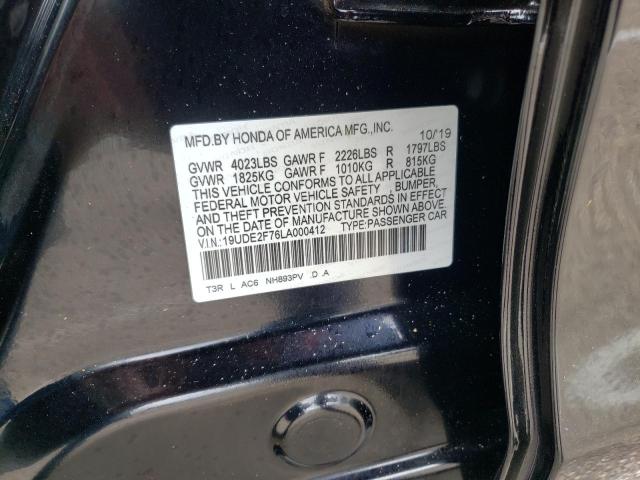 MFD.BY HONDA OF AMERICA MFG.,INC. 10/19
GVWR 4023LBS GAWR F 2226LBS R 1797LBS
GVWR 1825KG GAWR F 1010KG R 815KG
THIS VEHICLE CONFORMS TO ALL APPLICABLE
FEDERAL MOTOR VEHICLE SAFETY , BUMPER,
AND THEFT PREVENTION STANDARDS IN EFFECT
ON THE DATE OF MANUFACTURE SHOWN ABOVE.
V.I.N.: 19UDE2F76LA000412 TYPE:PASSENGER CAR
T3R L AC6 NH893PV .D .A